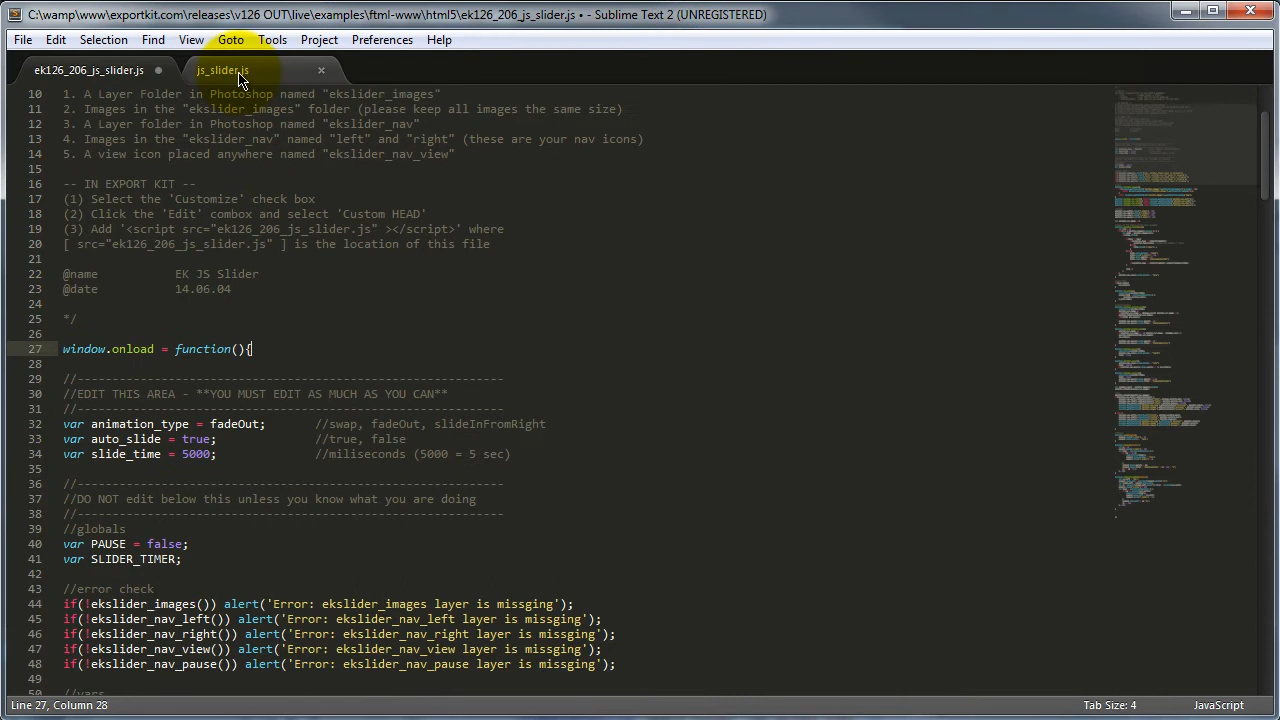 C:\wamp\www\exportkit.com\releases\v126 OUT\live\examples\ftml-www\html5\ek126_206_js_slider.js • - Sublime Text 2 (UNREGISTERED)
File Edit Selection Find View Goto Tools Project Preferences Help
ek126_206_js_slider.js js_slider.js
10 1. A Layer Folder in Photoshop named "ekslider_images"
11 2. Images in the "ekslider_images" folder (please keep all images the same size)
12 3. A Layer folder in Photoshop named "ekslider_nav"
13 4. Images in the "ekslider_nav" named "left" and "right" (these are your nav icons)
14 5. A view icon placed anywhere named "ekslider_nav_view"
15
16 -- IN EXPORT KIT --
17 (1) Select the 'Customize' check box
18 (2) Click the 'Edit' combox and select 'Custom HEAD'
19 (3) Add '<script src="ek126_206_js_slider.js" ></script>' where
20 [ src="ek126_206_js_slider.js" ] is the location of this file
21
22 @name EK JS Slider
23 @date 14.06.04
24
25 */
26
27 window.onload = function(){
28
29 //-------------------------------------------------------------
30 //EDIT THIS AREA - **YOU MUST EDIT AS MUCH AS YOU CAN**
31 //-------------------------------------------------------------
32 var animation_type = fadeOut; //swap, fadeOut, slideInFromRight
33 var auto_slide = true; //true, false
34 var slide_time = 5000; //miliseconds (5000 = 5 sec)
35
36 //-------------------------------------------------------------
37 //DO NOT edit below this unless you know what you are doing
38 //-------------------------------------------------------------
39 //globals
40 var PAUSE = false;
41 var SLIDER_TIMER;
42
43 //error check
44 if(!ekslider_images()) alert('Error: ekslider_images layer is missging');
45 if(!ekslider_nav_left()) alert('Error: ekslider_nav_left layer is missging');
46 if(!ekslider_nav_right()) alert('Error: ekslider_nav_right layer is missging');
47 if(!ekslider_nav_view()) alert('Error: ekslider_nav_view layer is missging');
48 if(!ekslider_nav_pause()) alert('Error: ekslider_nav_pause layer is missging');
49
50 //vars
Line 27, Column 28 Tab Size: 4 JavaScript